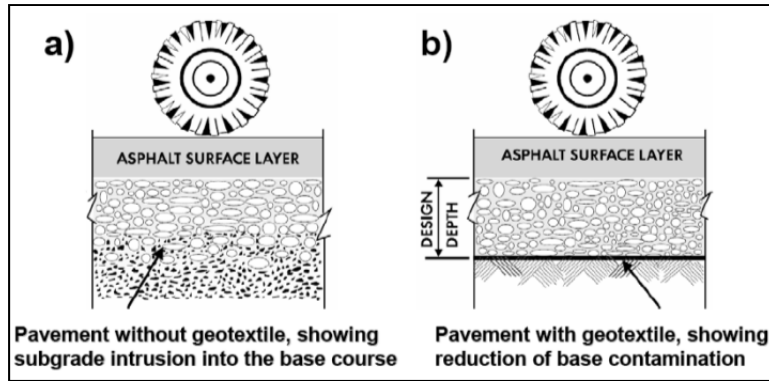 a)
ASPHALT SURFACE LAYER
Pavement without geotextile, showing
subgrade intrusion into the base course
b)
ASPHALT SURFACE LAYER
DESIGN
DEPTH
Pavement with geotextile, showing
reduction of base contamination